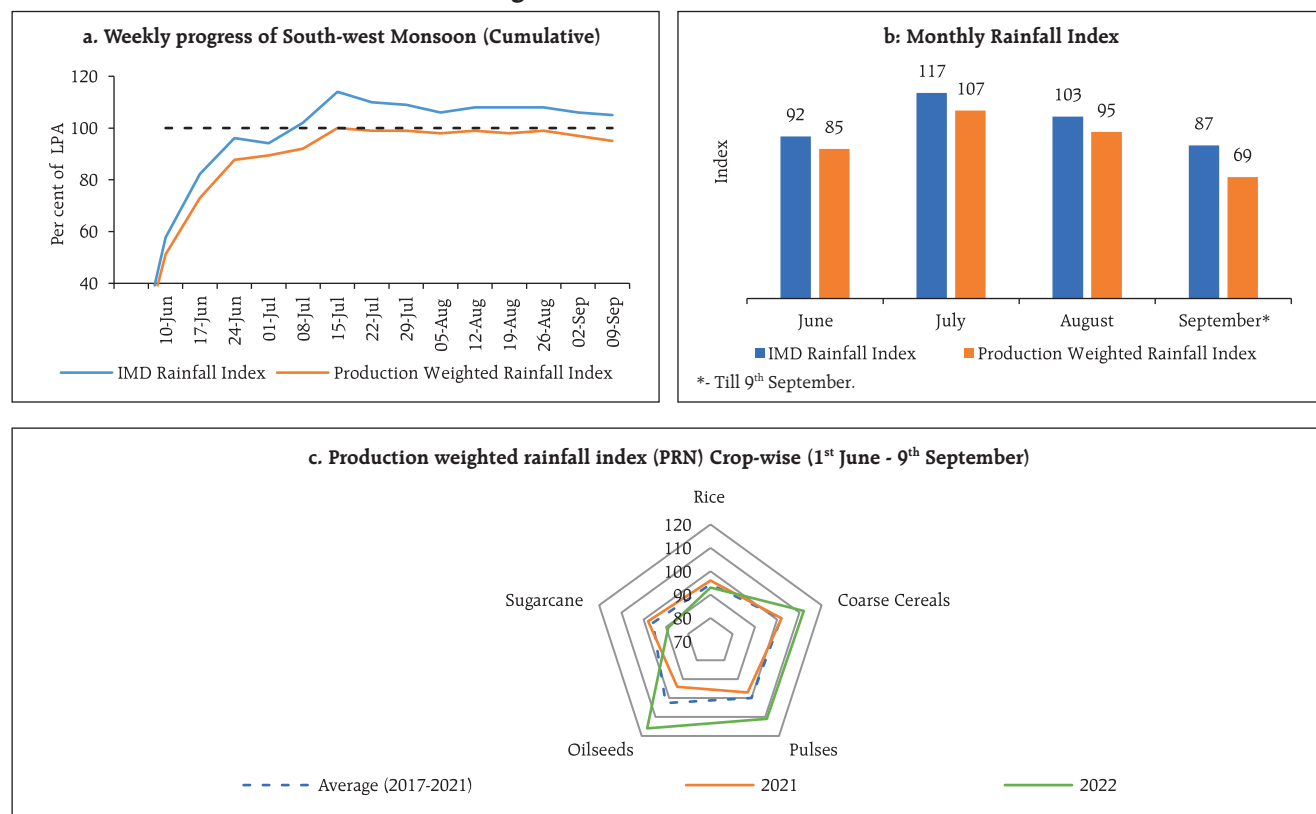 a. Weekly progress of South-west Monsoon (Cumulative)
Per cent of LPA
120
100
80
60
40
10-Jun
17-Jun
24-Jun
01-Jul
08-Jul
15-Jul
22-Jul
29-Jul
05-Aug
12-Aug
19-Aug
26-Aug
02-Sep
09-Sep
IMD Rainfall Index
Production Weighted Rainfall Index
b: Monthly Rainfall Index
Index
92
85
117
107
103
95
87
69
June
July
August
September*
IMD Rainfall Index
Production Weighted Rainfall Index
*- Till 9th September.
c. Production weighted rainfall index (PRN) Crop-wise (1st June - 9th September)
Rice
120
110
100
90
80
70
Sugarcane
Coarse Cereals
Oilseeds
Pulses
Average (2017-2021)
2021
2022